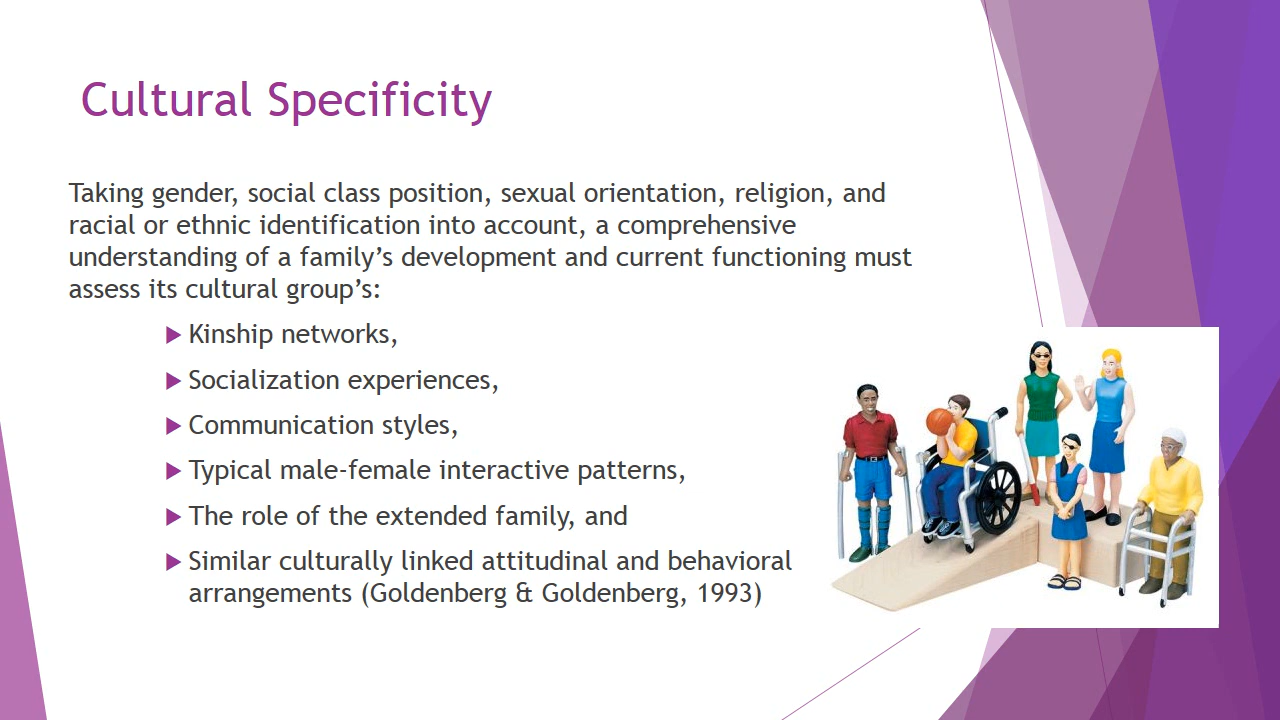 Cultural Specificity
Taking gender, social class position, sexual orientation, religion, and
racial or ethnic identification into account, a comprehensive
understanding of a family’s development and current functioning must
assess its cultural group’s:
Kinship networks,
Socialization experiences,
Communication styles,
Typical male-female interactive patterns,
The role of the extended family, and
Similar culturally linked attitudinal and behavioral
arrangements (Goldenberg & Goldenberg, 1993)